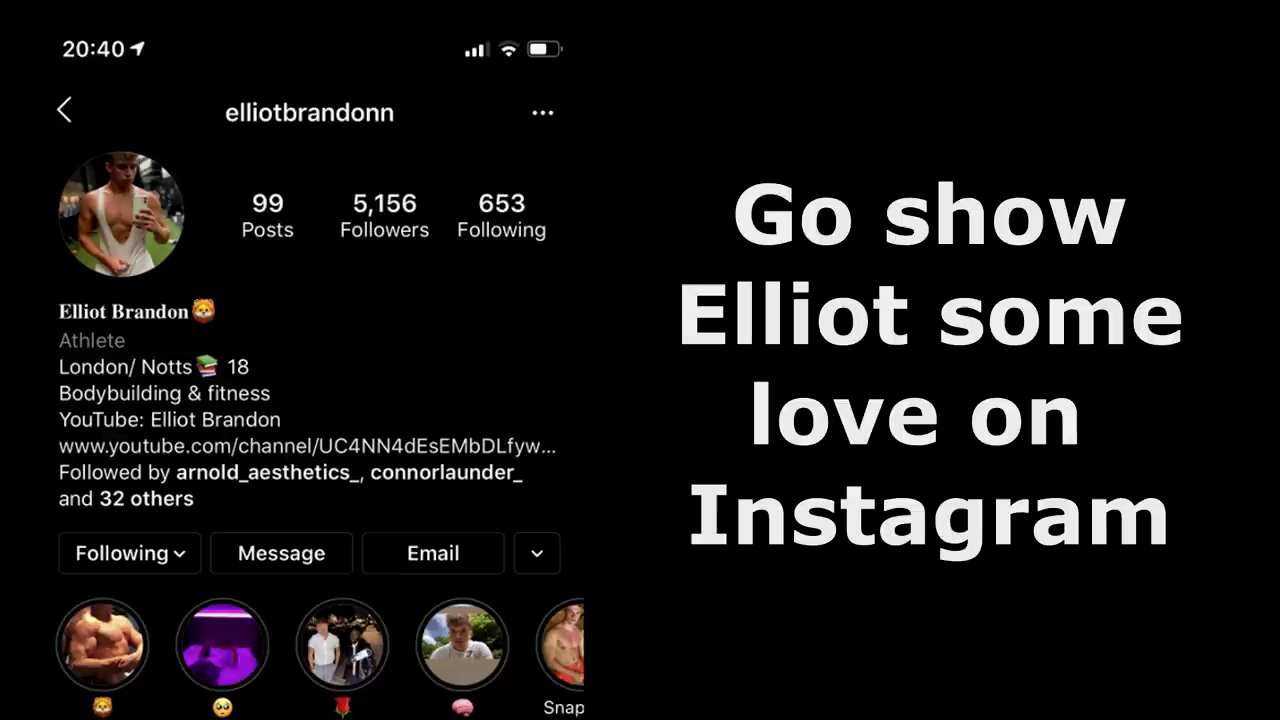 20:40
elliotbrandonn
99 5,156 653
Posts Followers Following
Elliot Brandon🦁
Athlete
London/ Notts📚 18
Bodybuilding & fitness
YouTube: Elliot Brandon
www.youtube.com/channel/UC4NN4dEsEMbDLfyw...
Followed by arnold_aesthetics_, connorlaunder_
and 32 others
Following Message Email
🦁 🥺 🌹 🧠 Snap
Go show
Elliot some
love on
Instagram